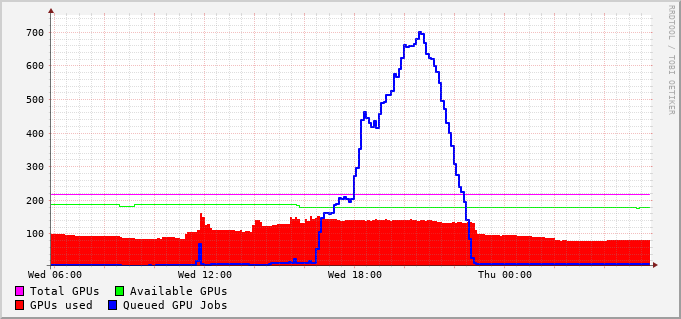 RRDTOOL / TOBI OETIKER
700
600
500
400
300
200
100
Wed 06:00 Wed 12:00 Wed 18:00 Thu 00:00
Total GPUs Available GPUs
GPUs used Queued GPU Jobs